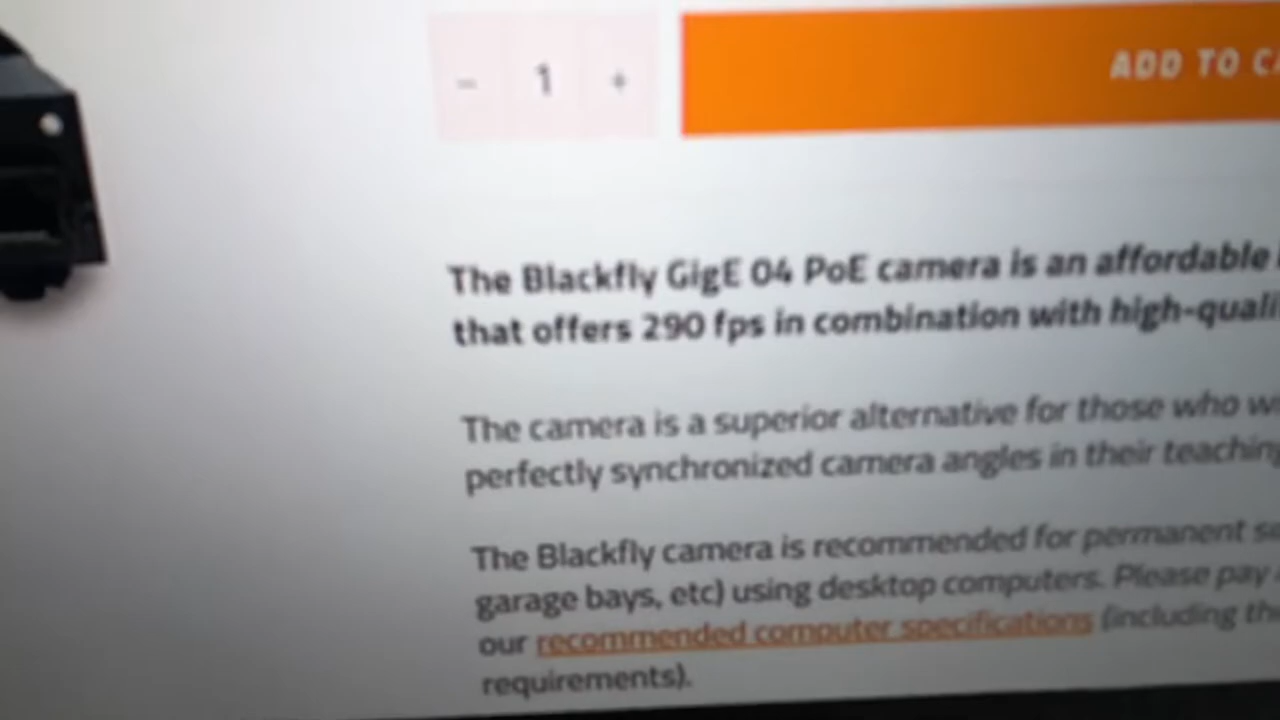 - 1 +
ADD TO
The Blackfly GigE 04 PoE camera is an affordable
that offers 290 fps in combination with high-quali
The camera is a superior alternative for those who
perfectly synchronized camera angles in their teaching
The Blackfly camera is recommended for permanent
garage bays, etc) using desktop computers. Please pay
our recommended computer specifications (including
requirements).